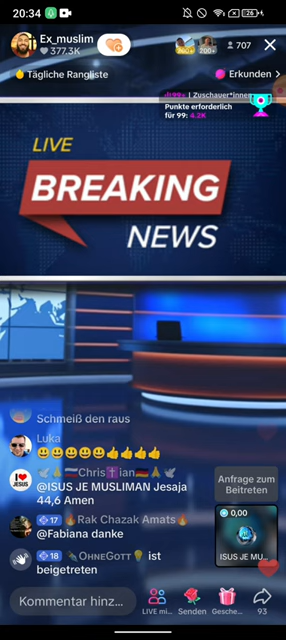 20:34
26
Ex_muslim
377.3K
200+
707
Tägliche Rangliste
Erkunden
Zuschauer*innen
Punkte erforderlich
für 99: 4.2K
LIVE
BREAKING
NEWS
Schmeiß den raus
Luka
😃😃😃😃😃👍👍👍👍
I ❤ JESUS
🕊🙏🇷🇺Chris✝️ian🇩🇪🙏🕊
@ISUS JE MUSLIMAN Jesaja
44,6 Amen
17 🔥Rak Chazak Amats🔥
@Fabiana danke
18 OHNEGOTT💡 ist
beigetreten
Anfrage zum
Beitreten
0,00
ISUS JE MU...
Kommentar hinz...
LIVE mi...
Senden
Gesche...
93